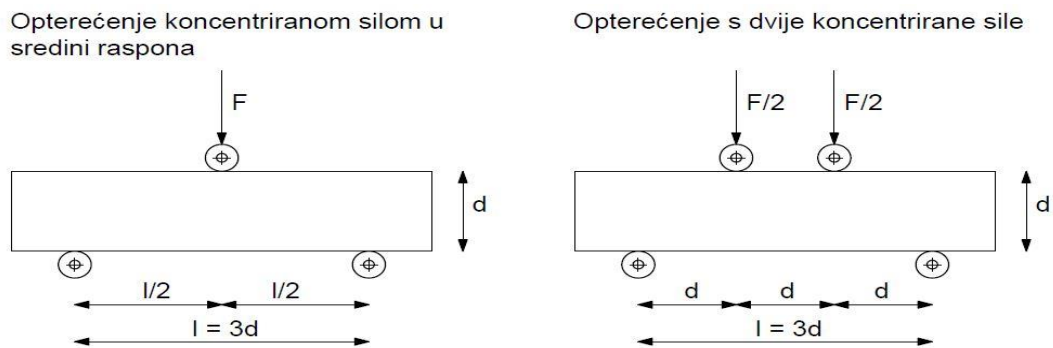 Opterećenje koncentriranom silom u
sredini raspona
F
d
l/2 l/2
l = 3d
Opterećenje s dvije koncentrirane sile
F/2 F/2
d
d d d
l = 3d